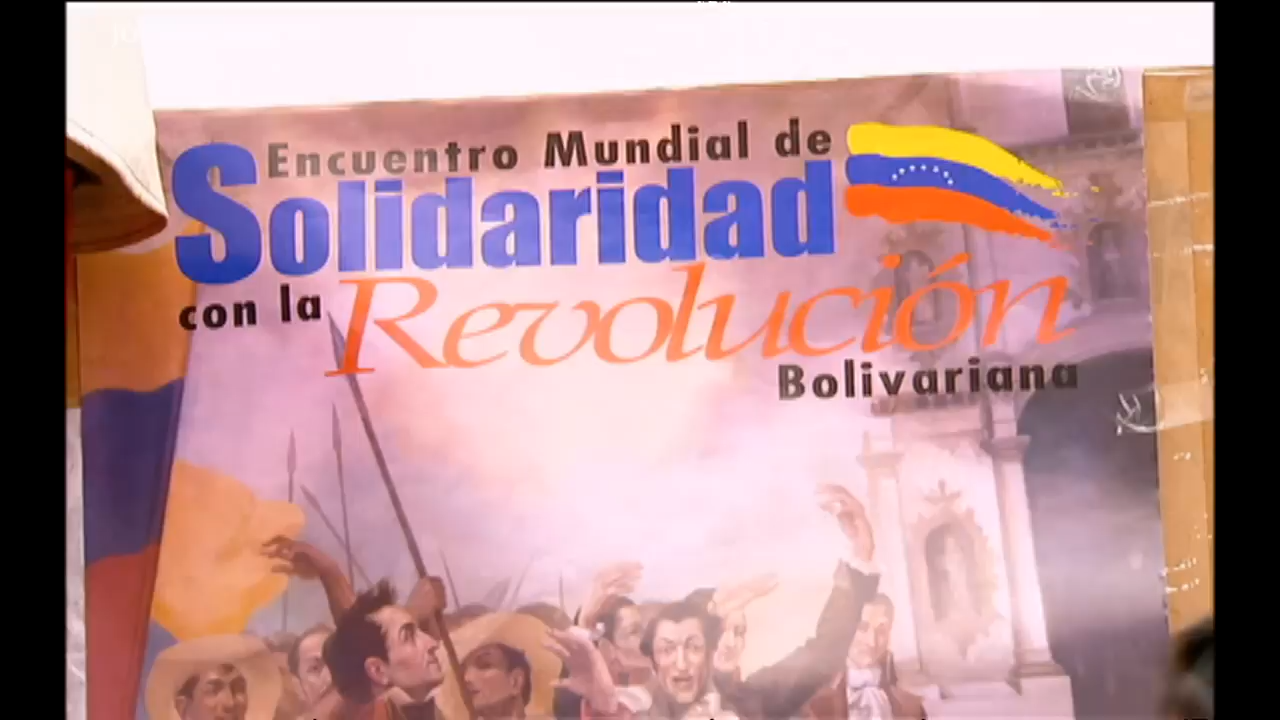 Encuentro Mundial de
Solidaridad
con la Revolución
Bolivariana